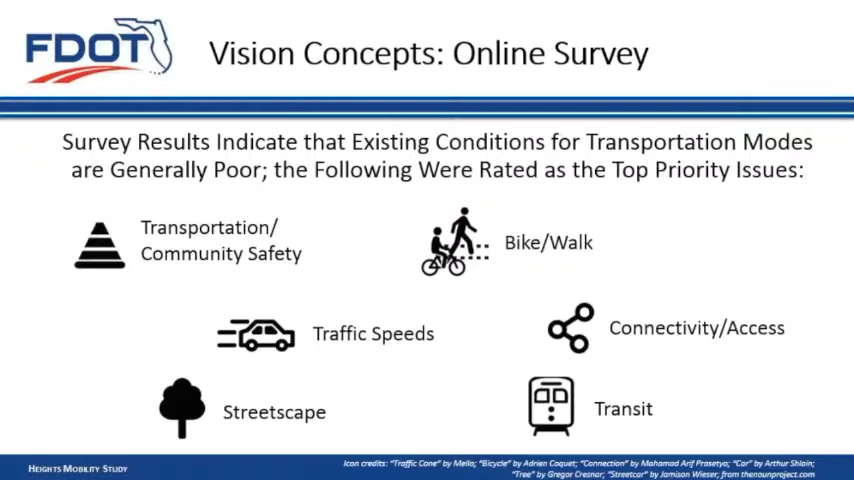 FDOT
Vision Concepts: Online Survey
Survey Results Indicate that Existing Conditions for Transportation Modes
are Generally Poor; the Following Were Rated as the Top Priority Issues:
Transportation/
Community Safety
Bike/Walk
Traffic Speeds
Connectivity/Access
Streetscape
Transit
HEIGHTS MOBILITY STUDY
Icon credits: "Traffic Cone" by Mello; "Bicycle" by Adrien Coquet; "Connection" by Mahamad Arif Prasetya; "Car" by Arthur Shlain;
"Tree" by Gregor Cresnar; "Streetcar" by Jamison Wieser, from thenounproject.com